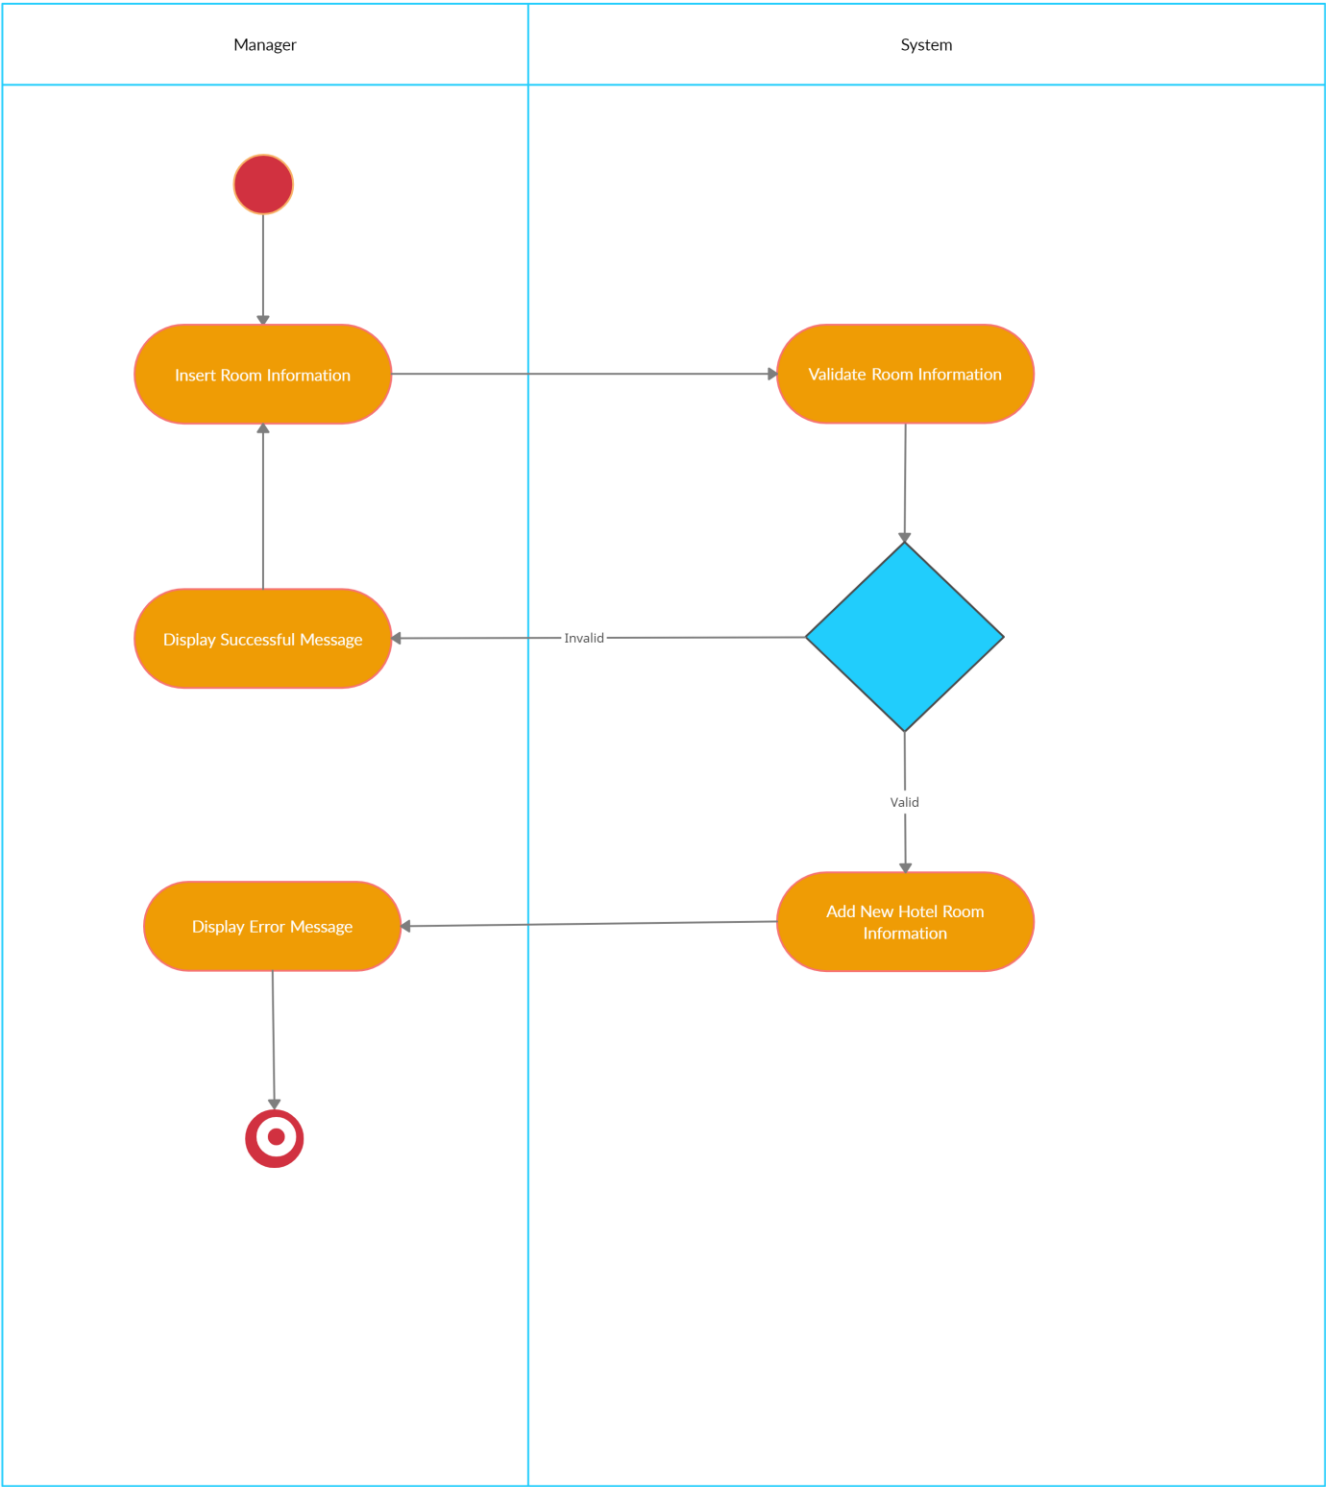 Manager
System
Insert Room Information
Validate Room Information
Display Successful Message
Invalid
Valid
Display Error Message
Add New Hotel Room
Information